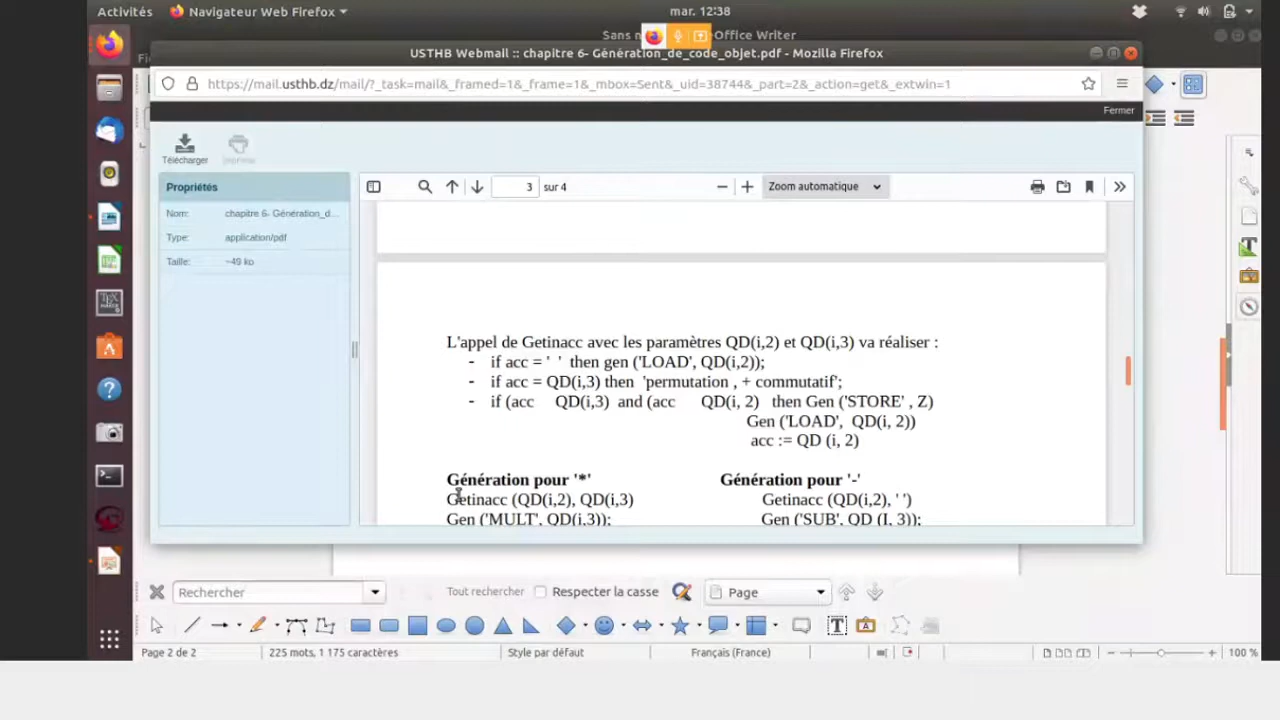 Activités
Navigateur Web Firefox
mar. 12:38
Sans n
Office Writer
Fi
USTHB Webmail :: chapitre 6- Génération_de_code_objet.pdf - Mozilla Firefox
https://mail.usthb.dz/mail/?_task=mail&_framed=1&_frame=1&_mbox=Sent&_uid=38744&_part=2&_action=get&_extwin=1
Fermer
Télécharger
Imprimer
Propriétés
Nom: chapitre 6- Génération_d...
Type: application/pdf
Taille: ~49 ko
3 sur 4
Zoom automatique
L'appel de Getinacc avec les paramètres QD(i,2) et QD(i,3) va réaliser :
- if acc = ' ' then gen ('LOAD', QD(i,2));
- if acc = QD(i,3) then 'permutation , + commutatif';
- if (acc QD(i,3) and (acc QD(i, 2) then Gen ('STORE' , Z)
Gen ('LOAD', QD(i, 2))
acc := QD (i, 2)
Génération pour '*' Génération pour '-'
Getinacc (QD(i,2), QD(i,3) Getinacc (QD(i,2), ' ')
Gen ('MULT', QD(i,3)); Gen ('SUB', QD (I, 3));
Rechercher
Tout rechercher
Respecter la casse
Page
Page 2 de 2
225 mots, 1 175 caractères
Style par défaut
Français (France)
100 %